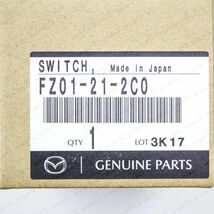 SWITCH, Made in Japan
FZ01-21-2C0
QTY 1 LOT 3K17
GENUINE PARTS